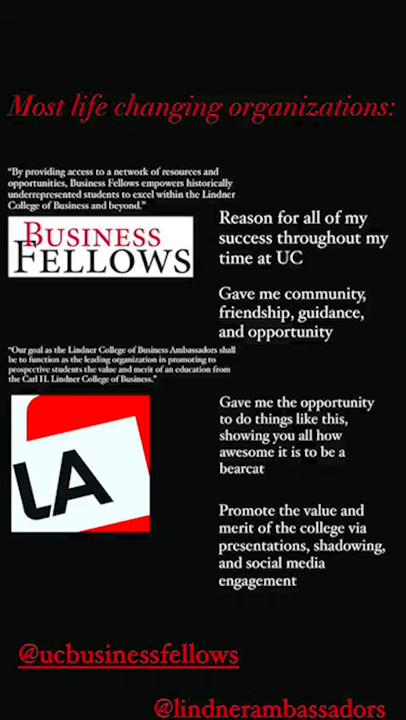 Most life changing organizations:
"By providing access to a network of resources and
opportunities, Business Fellows empowers historically
underrepresented students to excel within the Lindner
College of Business and beyond."
BUSINESS
FELLOWS
Reason for all of my
success throughout my
time at UC
Gave me community,
friendship, guidance,
and opportunity
"Our goal as the Lindner College of Business Ambassadors shall
be to function as the leading organization in promoting to
prospective students the value and merit of an education from
the Carl H. Lindner College of Business."
LA
Gave me the opportunity
to do things like this,
showing you all how
awesome it is to be a
bearcat
Promote the value and
merit of the college via
presentations, shadowing,
and social media
engagement
@ucbusinessfellows
@lindnerambassadors